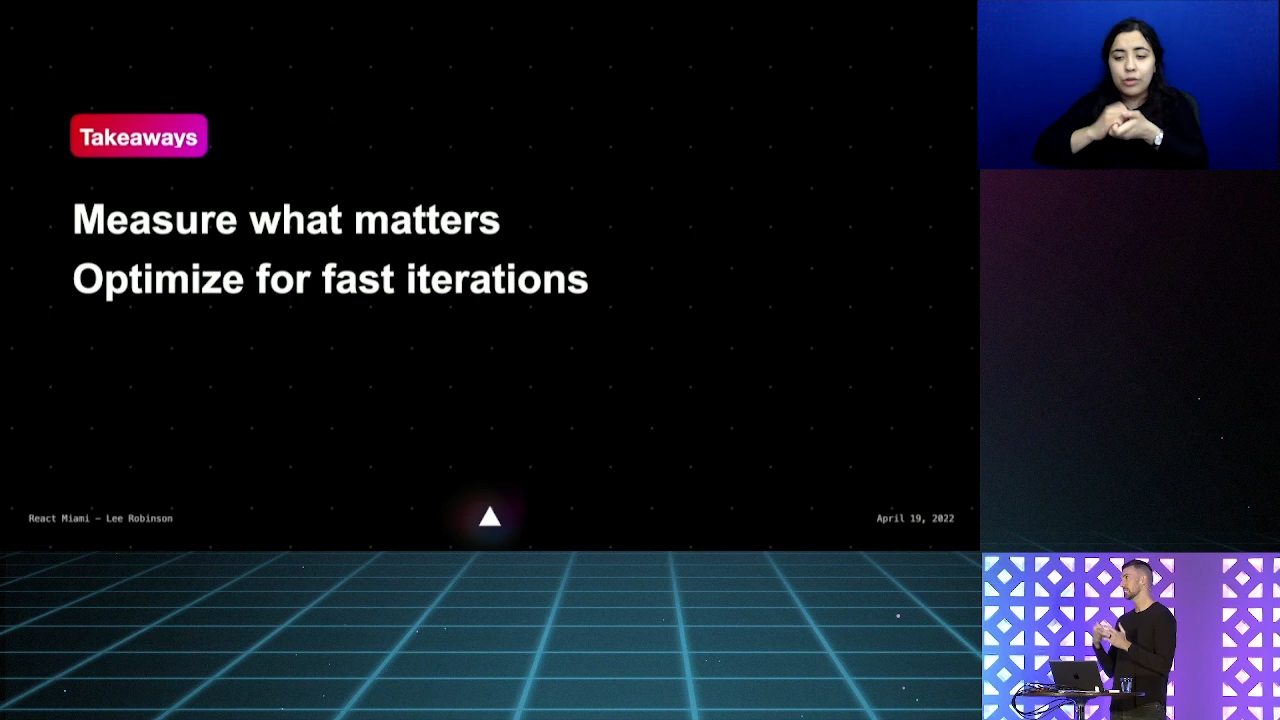 Takeaways
Measure what matters
Optimize for fast iterations
React Miami — Lee Robinson
April 19, 2022